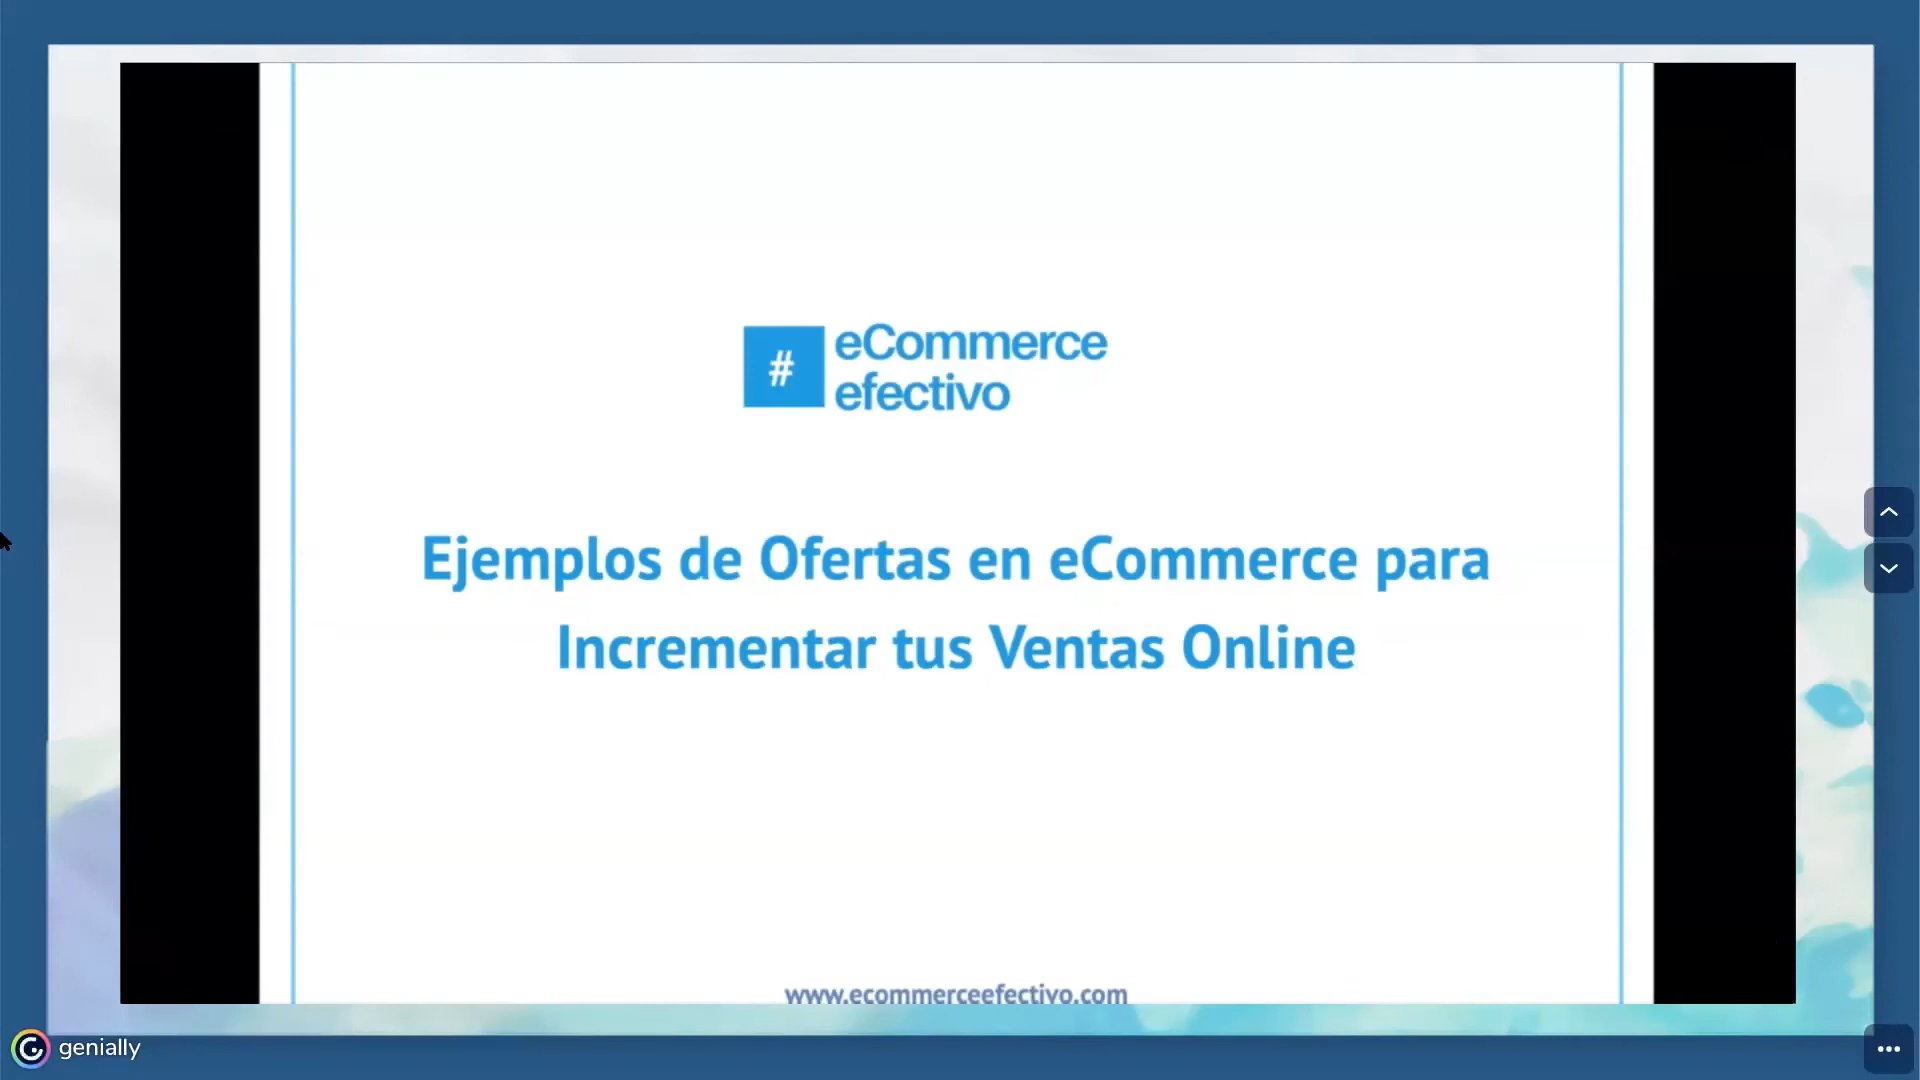 #
eCommerce
efectivo
Ejemplos de Ofertas en eCommerce para
Incrementar tus Ventas Online
www.ecommerceefectivo.com
genially